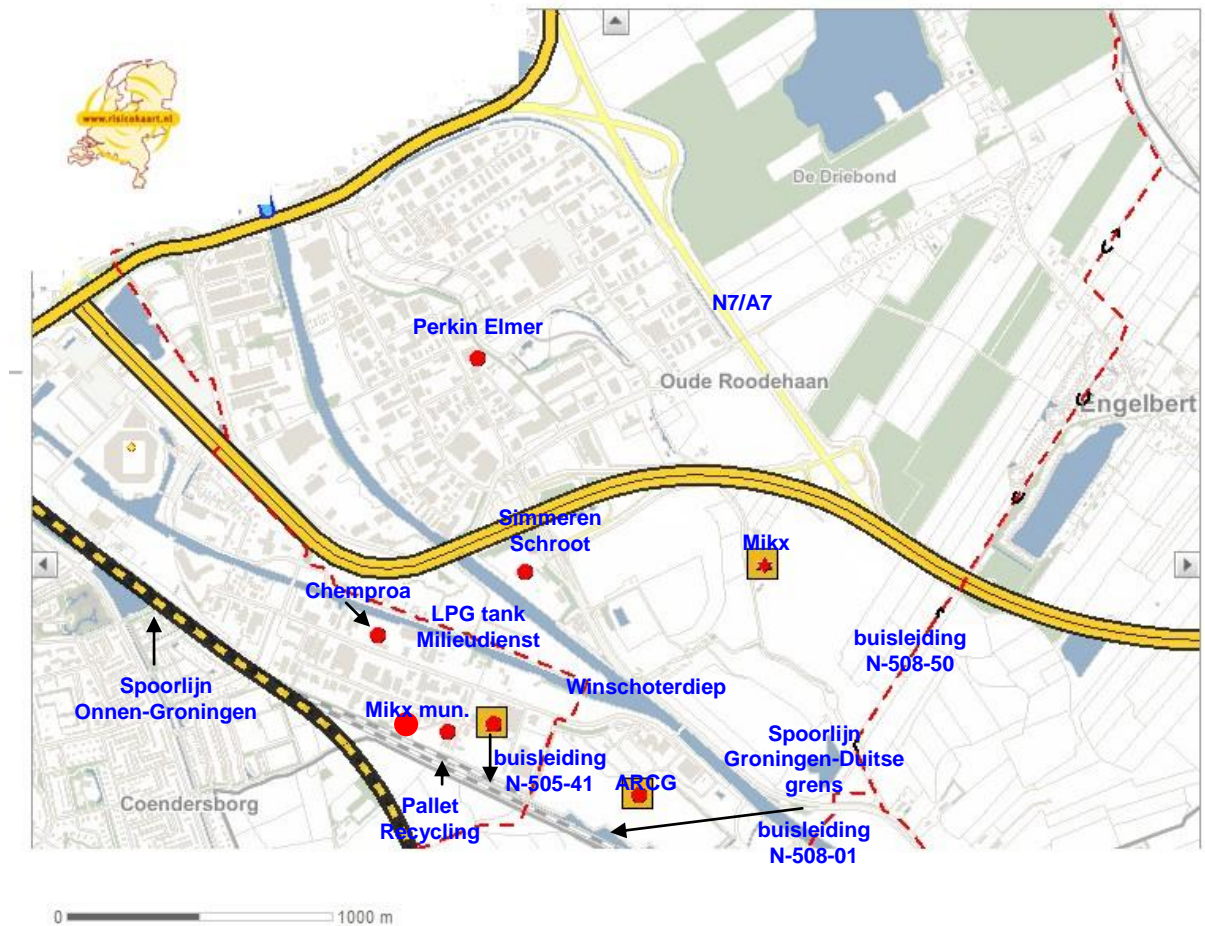 www.risicokaart.nl
De Driebond
N7/A7
Perkin Elmer
Oude Roodehaan
Engelbert
Simmeren
Schroot
Mikx
Chemproa
LPG tank
Milieudienst
buisleiding
N-508-50
Spoorlijn
Onnen-Groningen
Winschoterdiep
Mikx mun.
Spoorlijn
Groningen-Duitse
grens
buisleiding
N-505-41
ARCG
Coendersborg
Pallet
Recycling
buisleiding
N-508-01
0
1000 m